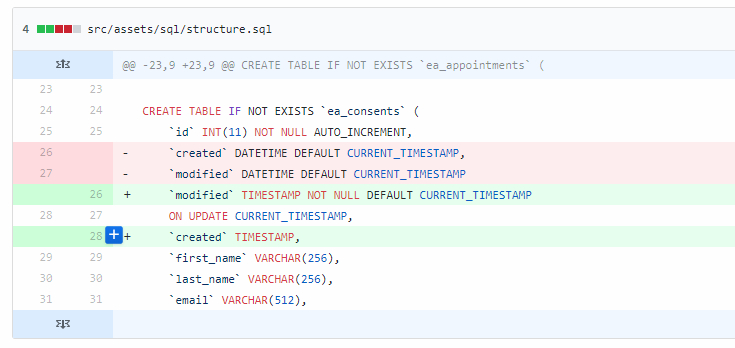 4 src/assets/sql/structure.sql
@@ -23,9 +23,9 @@ CREATE TABLE IF NOT EXISTS `ea_appointments` (
23 23
24 24 CREATE TABLE IF NOT EXISTS `ea_consents` (
25 25 `id` INT(11) NOT NULL AUTO_INCREMENT,
26 - `created` DATETIME DEFAULT CURRENT_TIMESTAMP,
27 - `modified` DATETIME DEFAULT CURRENT_TIMESTAMP
26 + `modified` TIMESTAMP NOT NULL DEFAULT CURRENT_TIMESTAMP
28 27 ON UPDATE CURRENT_TIMESTAMP,
28 + `created` TIMESTAMP,
29 29 `first_name` VARCHAR(256),
30 30 `last_name` VARCHAR(256),
31 31 `email` VARCHAR(512),